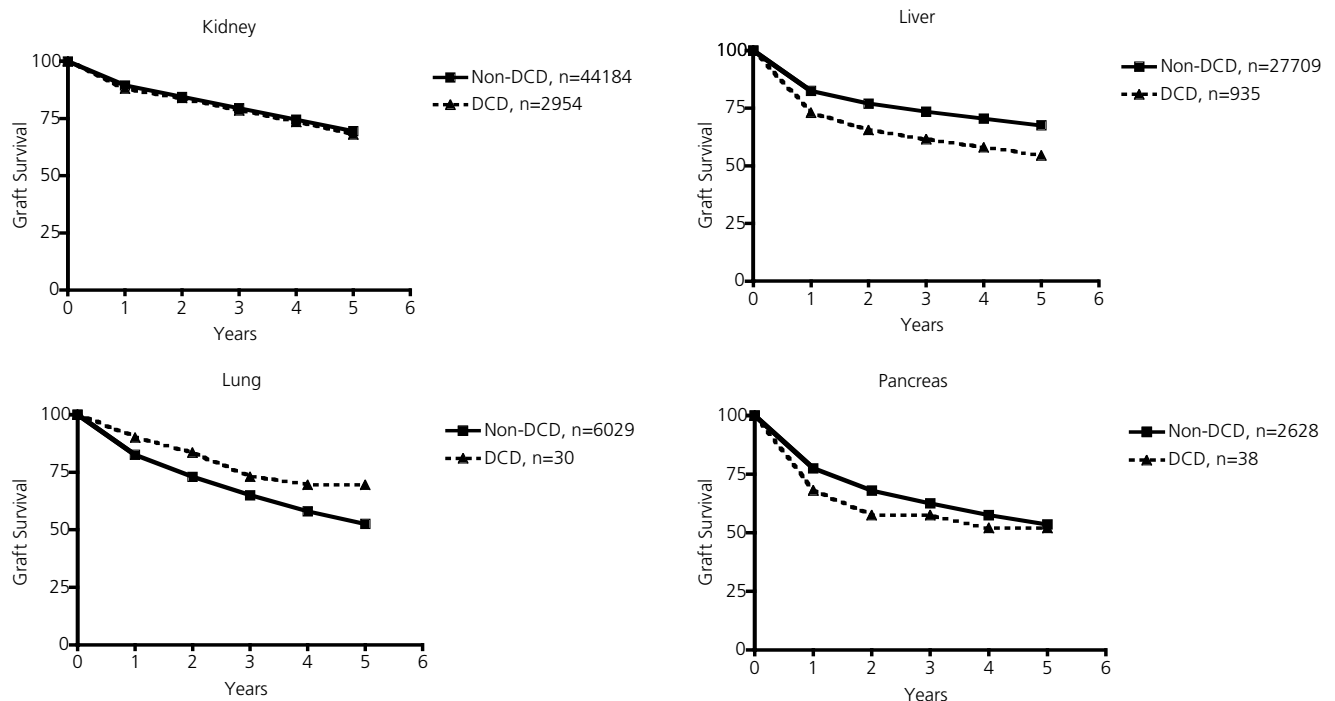 Kidney
100
75
50
25
0
0 1 2 3 4 5 6
Graft Survival
Years
Non-DCD, n=44184
DCD, n=2954
Liver
100
75
50
25
0
0 1 2 3 4 5 6
Graft Survival
Years
Non-DCD, n=27709
DCD, n=935
Lung
100
75
50
25
0
0 1 2 3 4 5 6
Graft Survival
Years
Non-DCD, n=6029
DCD, n=30
Pancreas
100
75
50
25
0
0 1 2 3 4 5 6
Graft Survival
Years
Non-DCD, n=2628
DCD, n=38